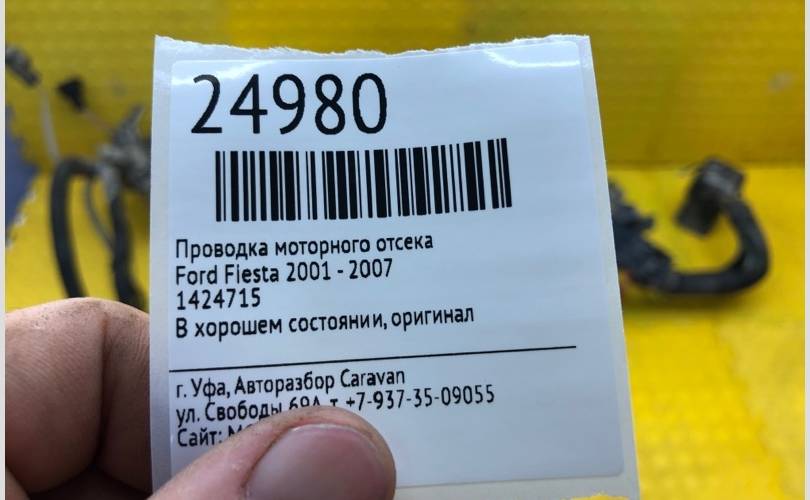 24980
Проводка моторного отсека
Ford Fiesta 2001 - 2007
1424715
В хорошем состоянии, оригинал
г. Уфа, Авторазбор Caravan
ул. Свободы 69А т. +7-937-35-09055
Сайт: